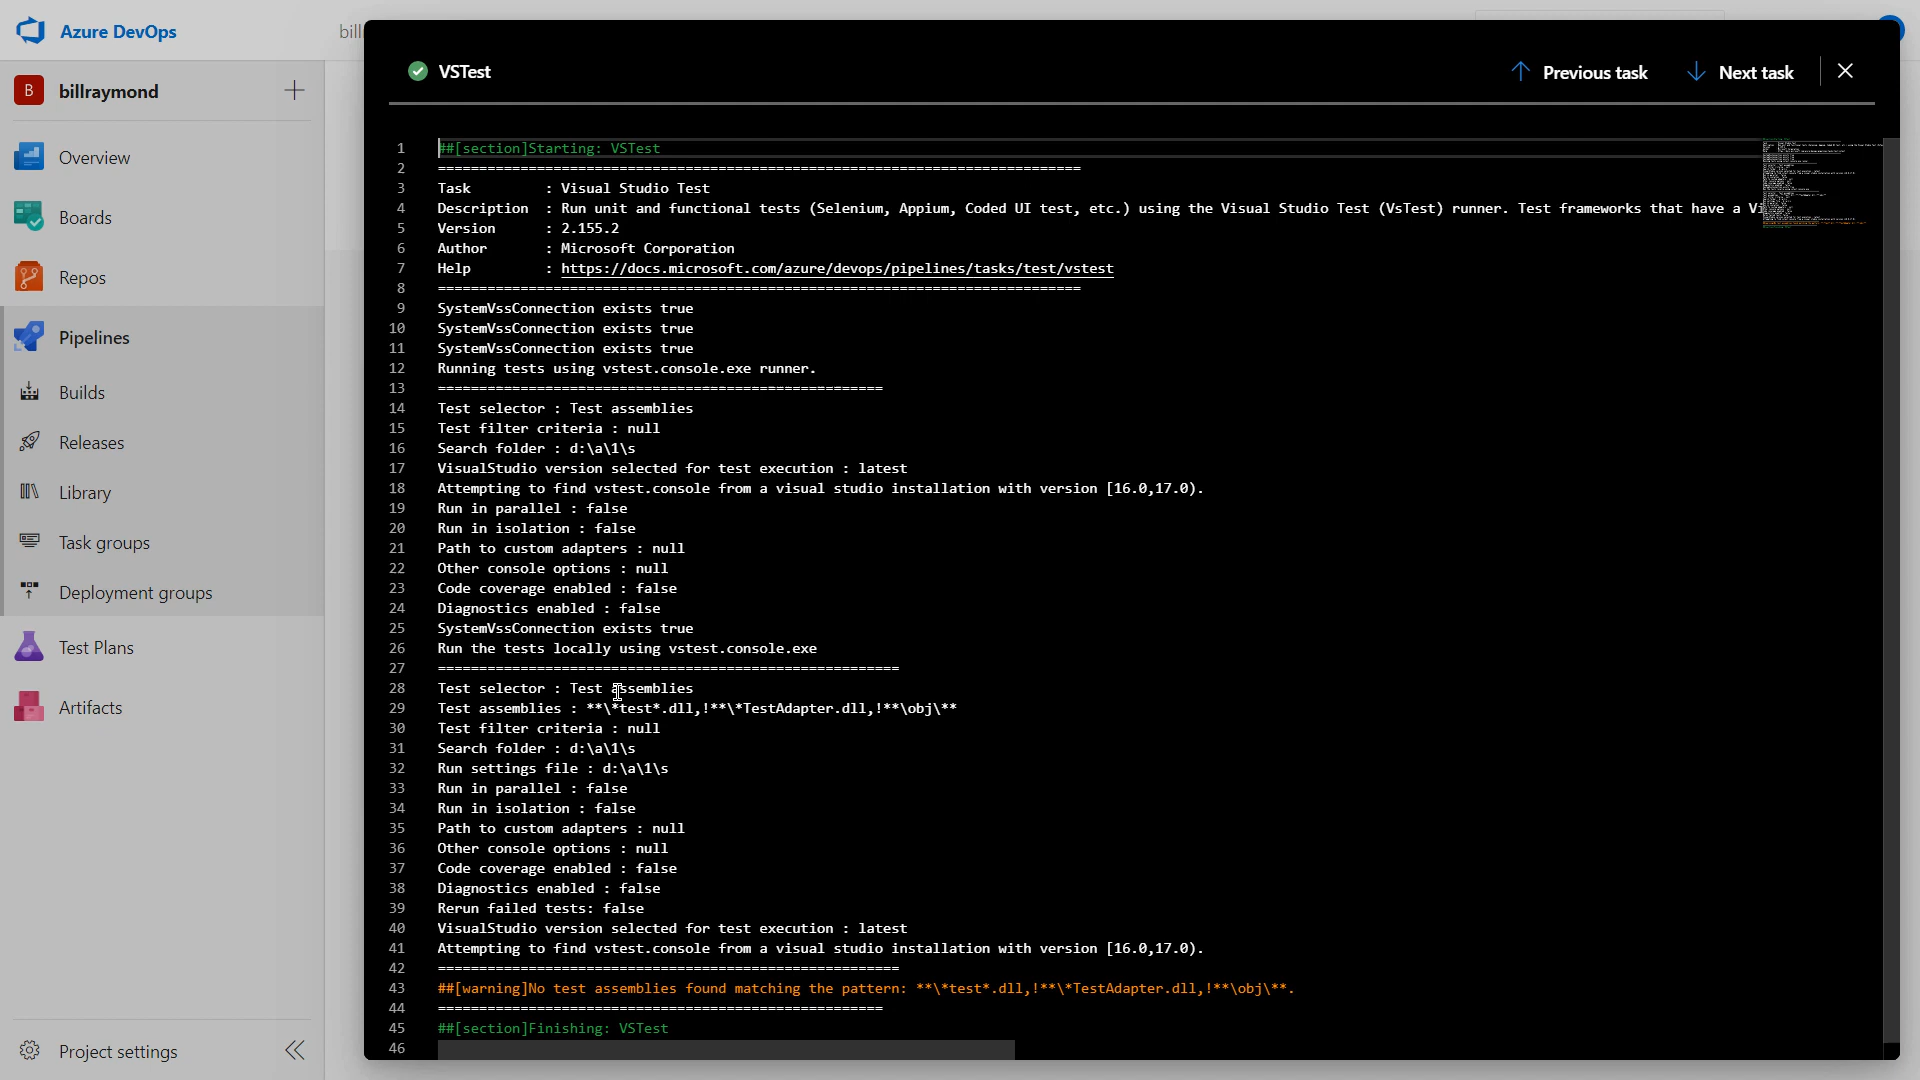 Azure DevOps
bill
B billraymond
Overview
Boards
Repos
Pipelines
Builds
Releases
Library
Task groups
Deployment groups
Test Plans
Artifacts
Project settings
VSTest
Previous task
Next task
1 ##[section]Starting: VSTest
2 ==============================================================================
3 Task         : Visual Studio Test
4 Description  : Run unit and functional tests (Selenium, Appium, Coded UI test, etc.) using the Visual Studio Test (VsTest) runner. Test frameworks that have a Vi
5 Version      : 2.155.2
6 Author       : Microsoft Corporation
7 Help         : https://docs.microsoft.com/azure/devops/pipelines/tasks/test/vstest
8 ==============================================================================
9 SystemVssConnection exists true
10 SystemVssConnection exists true
11 SystemVssConnection exists true
12 Running tests using vstest.console.exe runner.
13 ======================================================
14 Test selector : Test assemblies
15 Test filter criteria : null
16 Search folder : d:\a\1\s
17 VisualStudio version selected for test execution : latest
18 Attempting to find vstest.console from a visual studio installation with version [16.0,17.0).
19 Run in parallel : false
20 Run in isolation : false
21 Path to custom adapters : null
22 Other console options : null
23 Code coverage enabled : false
24 Diagnostics enabled : false
25 SystemVssConnection exists true
26 Run the tests locally using vstest.console.exe
27 ========================================================
28 Test selector : Test assemblies
29 Test assemblies : **\*test*.dll,!**\*TestAdapter.dll,!**\obj\**
30 Test filter criteria : null
31 Search folder : d:\a\1\s
32 Run settings file : d:\a\1\s
33 Run in parallel : false
34 Run in isolation : false
35 Path to custom adapters : null
36 Other console options : null
37 Code coverage enabled : false
38 Diagnostics enabled : false
39 Rerun failed tests: false
40 VisualStudio version selected for test execution : latest
41 Attempting to find vstest.console from a visual studio installation with version [16.0,17.0).
42 ========================================================
43 ##[warning]No test assemblies found matching the pattern: **\*test*.dll,!**\*TestAdapter.dll,!**\obj\**.
44 ======================================================
45 ##[section]Finishing: VSTest
46